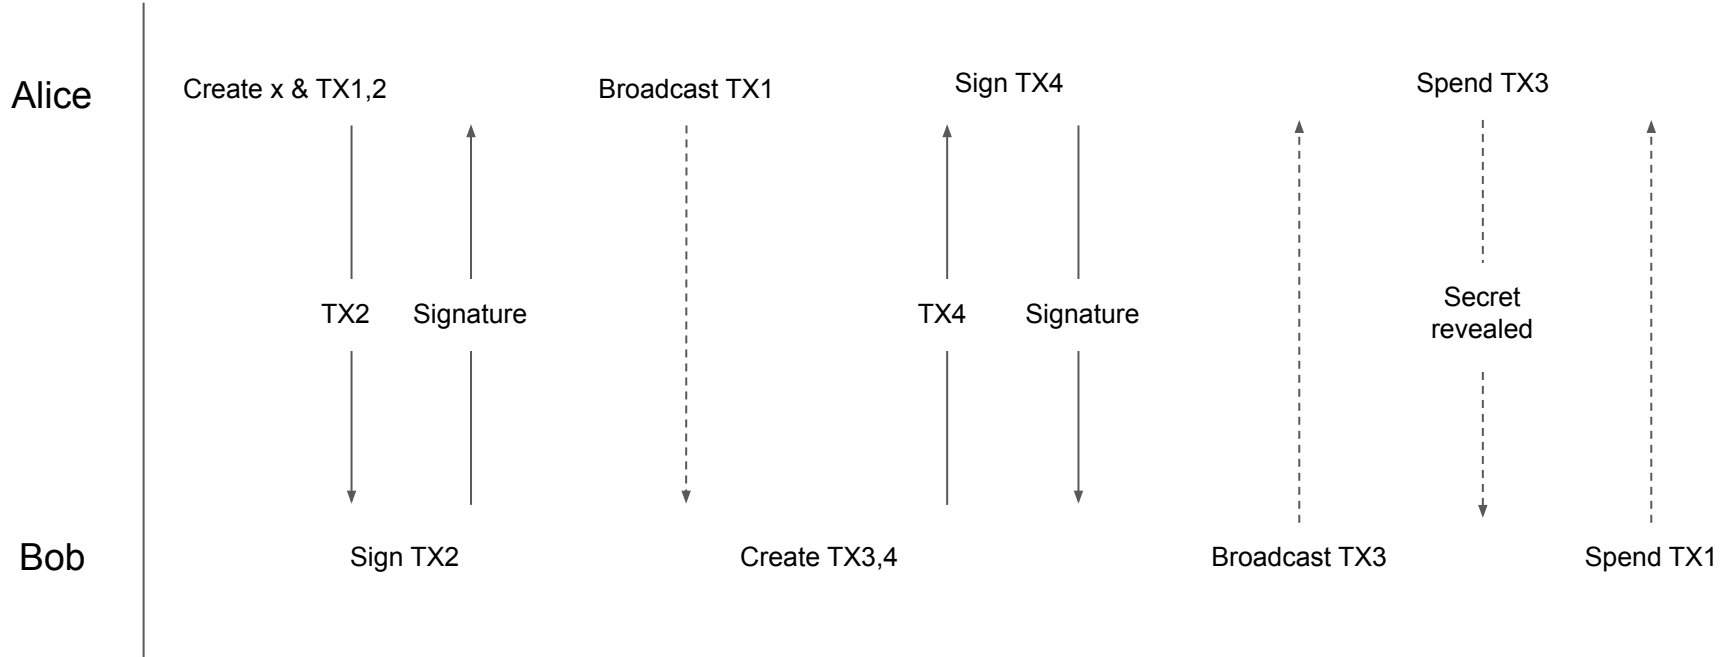 Alice
Create x & TX1,2
Broadcast TX1
Sign TX4
Spend TX3
TX2
Signature
TX4
Signature
Secret
revealed
Bob
Sign TX2
Create TX3,4
Broadcast TX3
Spend TX1